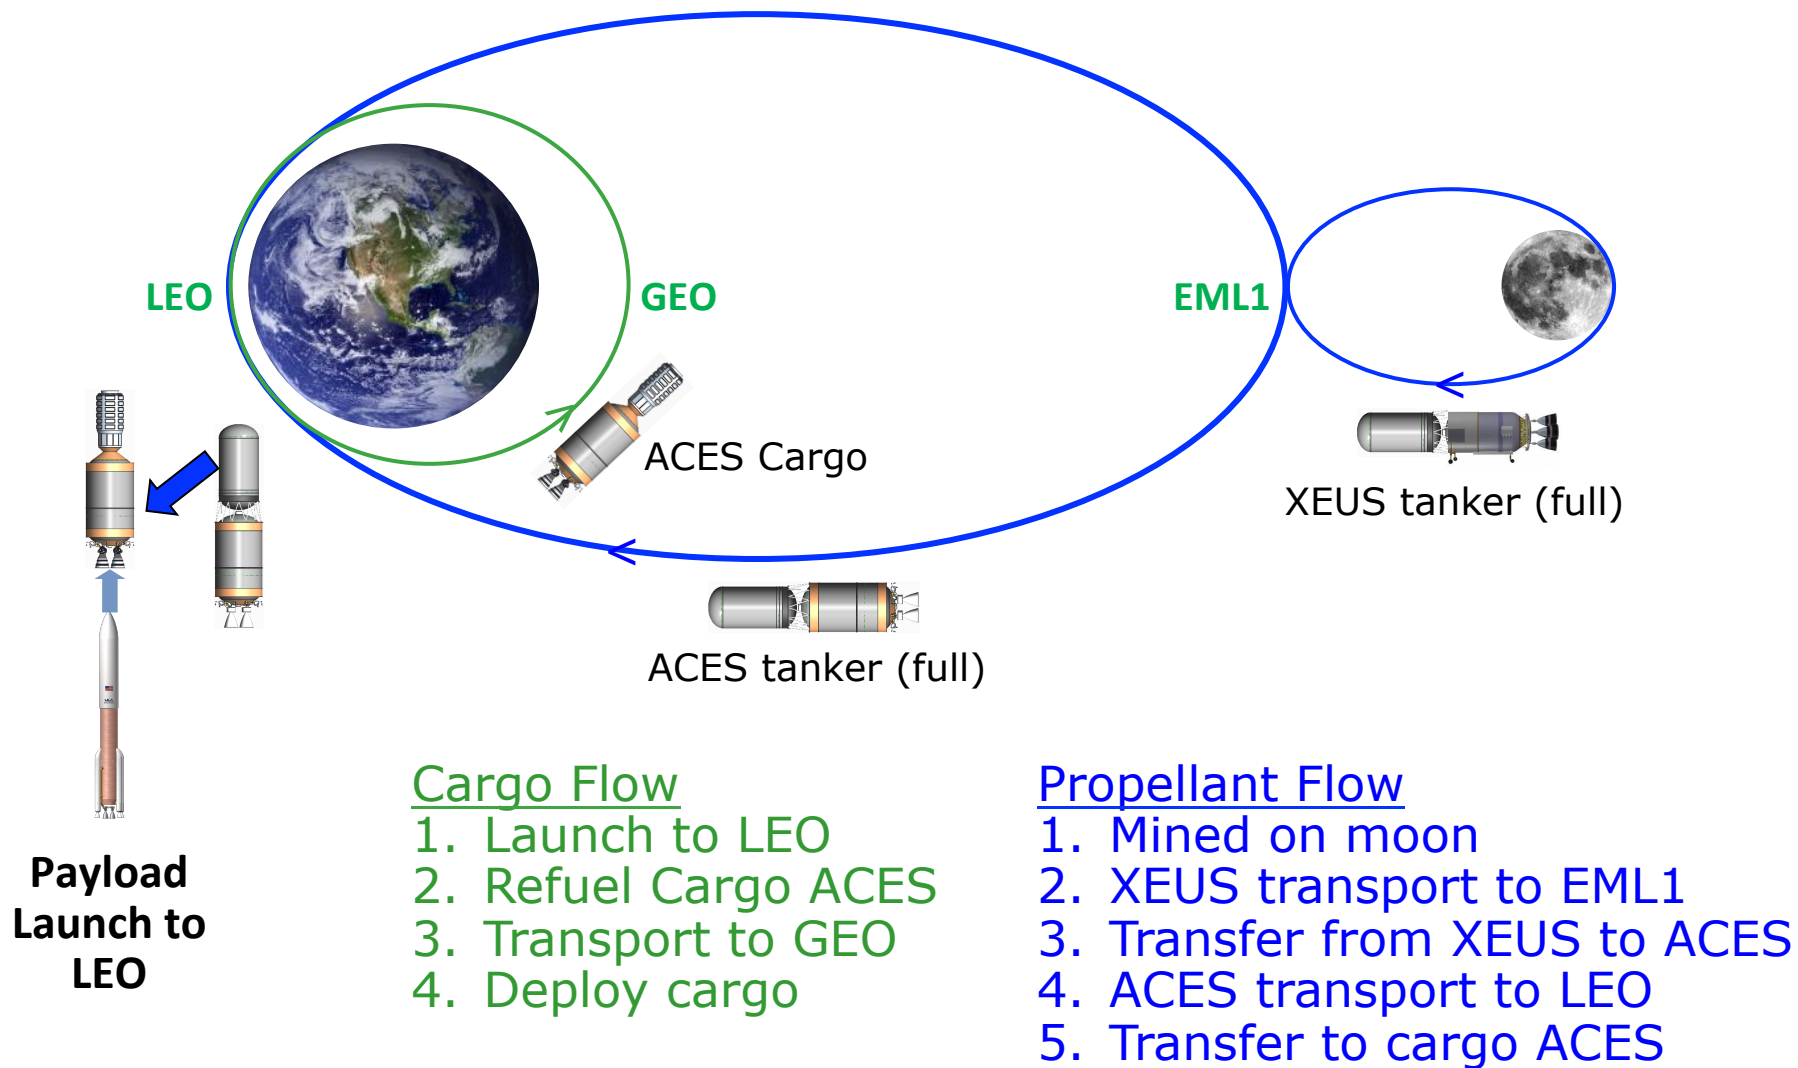 LEO
GEO
EML1
ACES Cargo
XEUS tanker (full)
ACES tanker (full)
Payload
Launch to
LEO
Cargo Flow
1. Launch to LEO
2. Refuel Cargo ACES
3. Transport to GEO
4. Deploy cargo
Propellant Flow
1. Mined on moon
2. XEUS transport to EML1
3. Transfer from XEUS to ACES
4. ACES transport to LEO
5. Transfer to cargo ACES